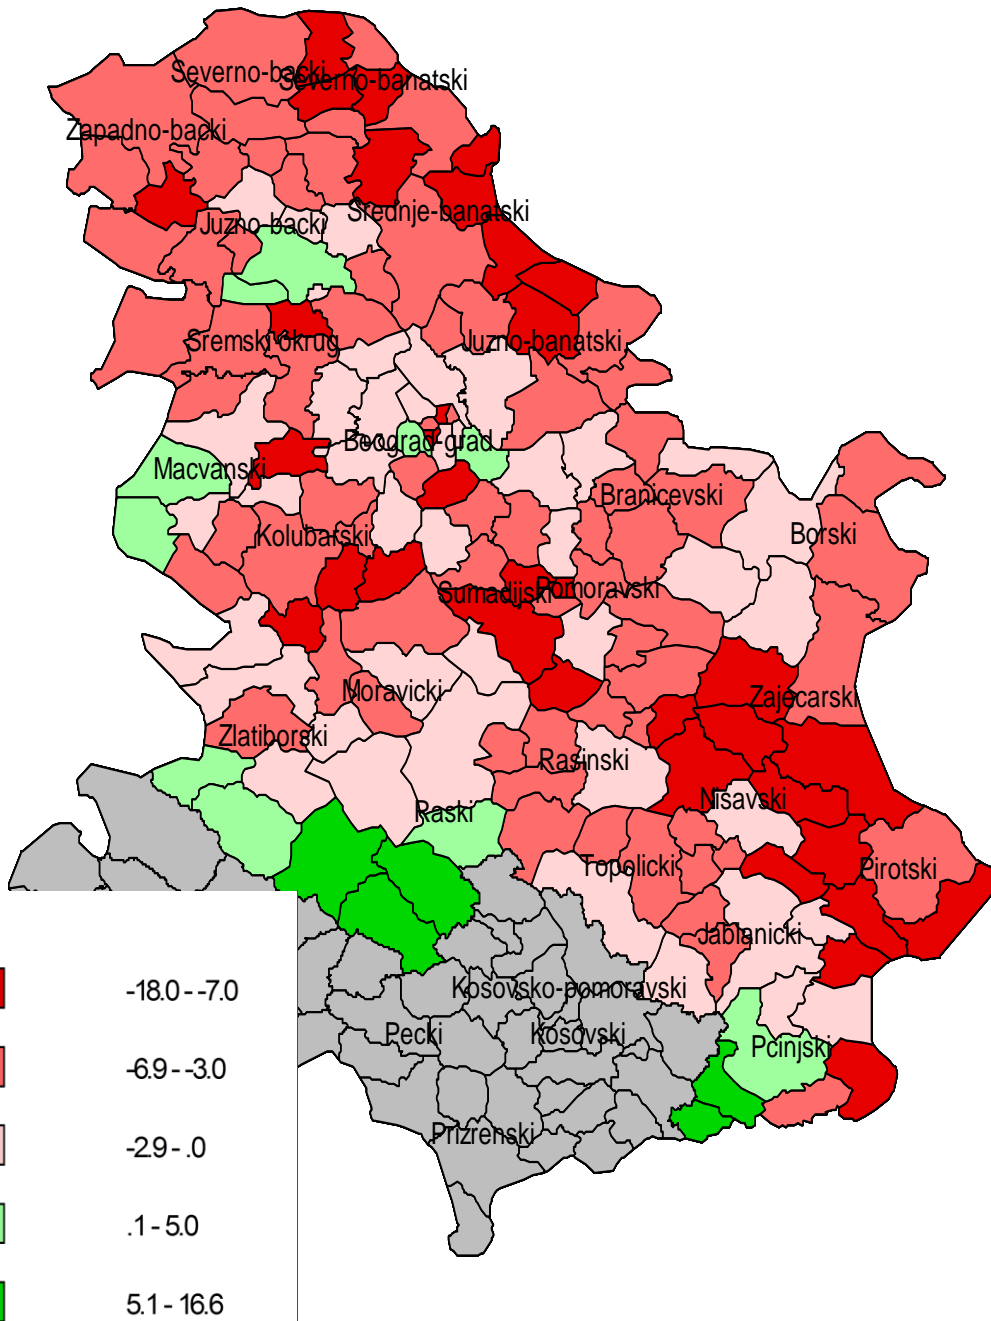 Severno-backi
Severno-banatski
Zapadno-backi
Srednje-banatski
Juzno-backi
Sremski okrug
Juzno-banatski
Beograd-grad
Macvanski
Branicevski
Kolubarski
Borski
Sumadijski
Pomoravski
Moravicki
Zajecarski
Zlatiborski
Rasinski
Nisavski
Raski
Topolicki
Pirotski
Jablanicki
Kosovsko-pomoravski
Pecki
Kosovski
Pcinjski
Prizrenski
-18.0 - -7.0
-6.9 - -3.0
-2.9 - .0
.1 - 5.0
5.1 - 16.6